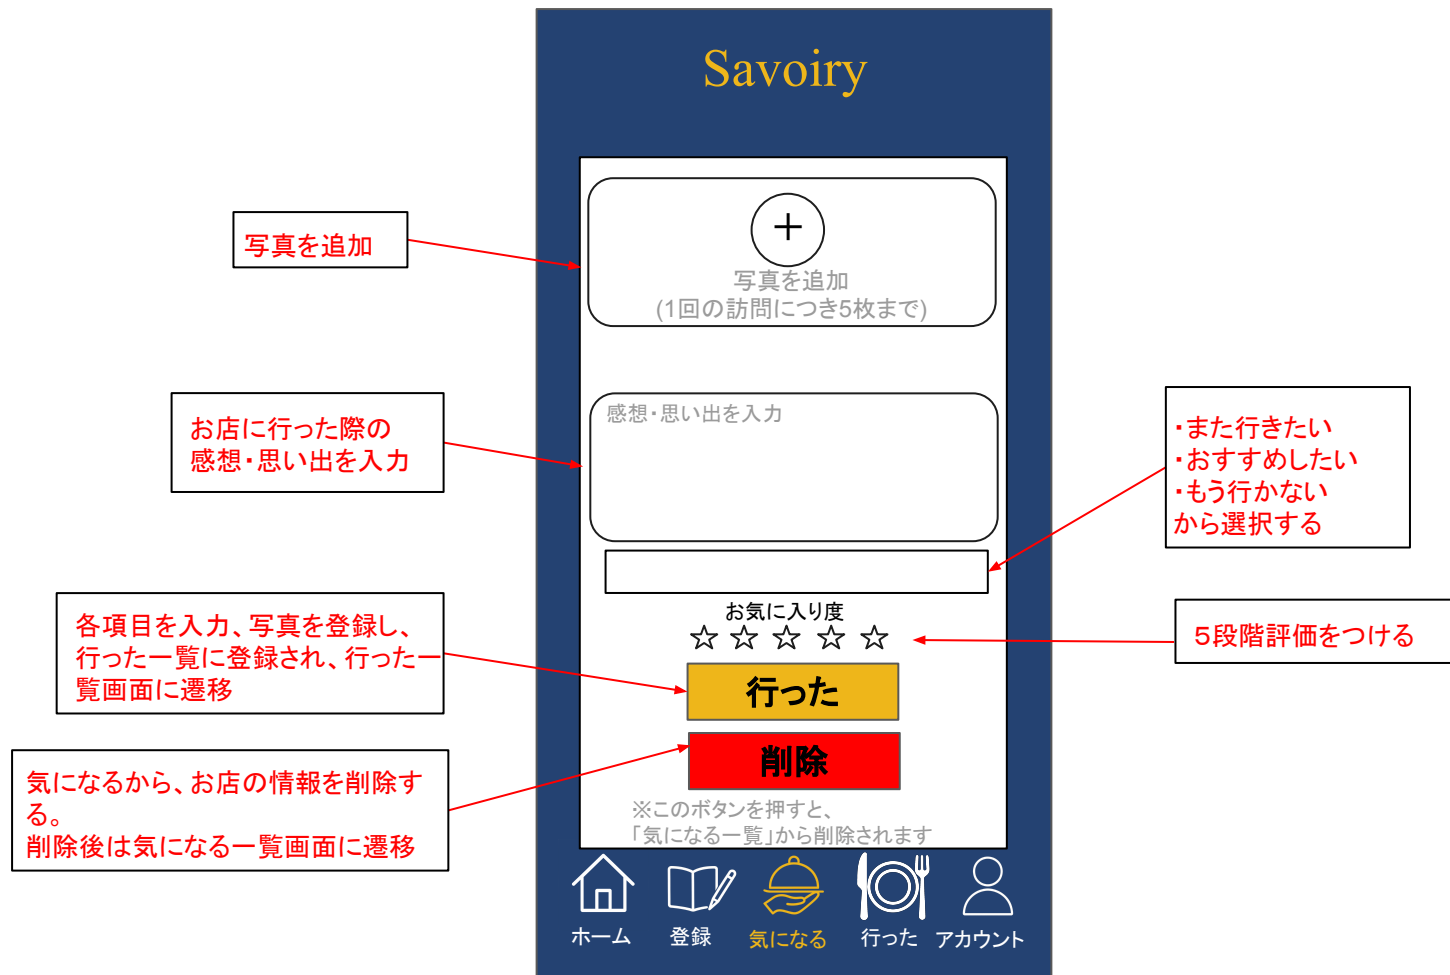 Savoiry
写真を追加
+
写真を追加
(1回の訪問につき5枚まで)
お店に行った際の
感想・思い出を入力
感想・思い出を入力
・また行きたい
・おすすめしたい
・もう行かない
から選択する
各項目を入力、写真を登録し、
行った一覧に登録され、行った一
覧画面に遷移
お気に入り度
☆ ☆ ☆ ☆ ☆
５段階評価をつける
行った
削除
気になるから、お店の情報を削除す
る。
削除後は気になる一覧画面に遷移
※このボタンを押すと、
「気になる一覧」から削除されます
ホーム 登録 気になる 行った アカウント